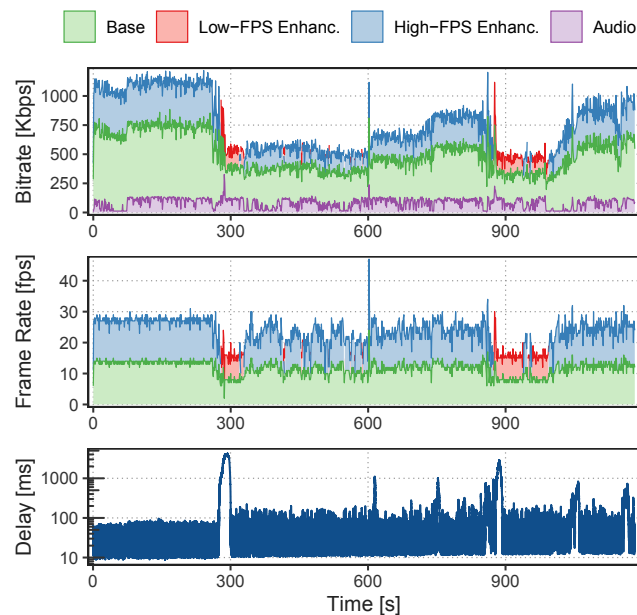 Base Low-FPS Enhanc. High-FPS Enhanc. Audio
Bitrate [Kbps]
1000
750
500
250
0
0 300 600 900
Frame Rate [fps]
40
30
20
10
0
0 300 600 900
Delay [ms]
1000
100
10
0 300 600 900
Time [s]